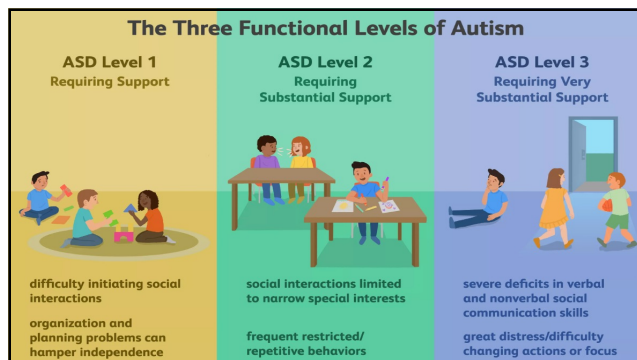 The Three Functional Levels of Autism
ASD Level 1
Requiring Support
difficulty initiating social
interactions
organization and
planning problems can
hamper independence
ASD Level 2
Requiring
Substantial Support
social interactions limited
to narrow special interests
frequent restricted/
repetitive behaviors
ASD Level 3
Requiring Very
Substantial Support
severe deficits in verbal
and nonverbal social
communication skills
great distress/difficulty
changing actions or focus